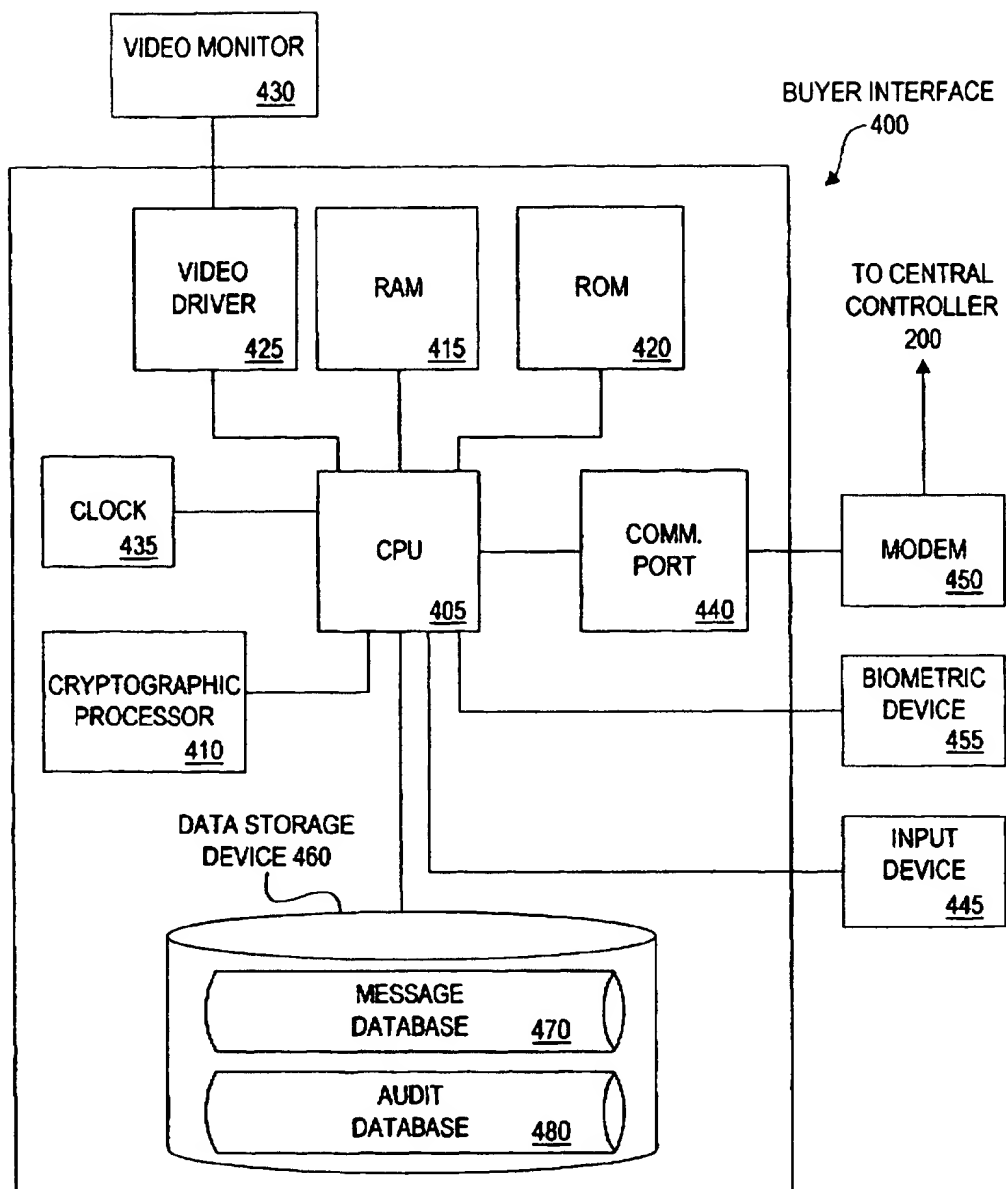 VIDEO MONITOR
430
BUYER INTERFACE
400
VIDEO
DRIVER
425
RAM
415
ROM
420
TO CENTRAL
CONTROLLER
200
CLOCK
435
CPU
405
COMM.
PORT
440
MODEM
450
CRYPTOGRAPHIC
PROCESSOR
410
BIOMETRIC
DEVICE
455
DATA STORAGE
DEVICE 460
INPUT
DEVICE
445
MESSAGE
DATABASE
470
AUDIT
DATABASE
480